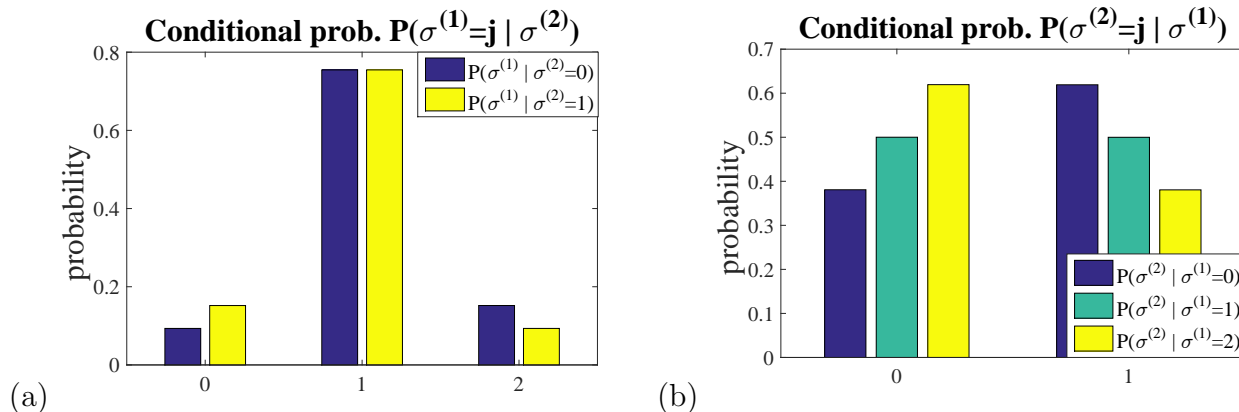 Conditional prob. P(σ^(1)=j | σ^(2))
0.8
0.6
0.4
0.2
0
probability
P(σ^(1) | σ^(2)=0)
P(σ^(1) | σ^(2)=1)
0 1 2
(a)
Conditional prob. P(σ^(2)=j | σ^(1))
0.7
0.6
0.5
0.4
0.3
0.2
0.1
0
probability
P(σ^(2) | σ^(1)=0)
P(σ^(2) | σ^(1)=1)
P(σ^(2) | σ^(1)=2)
0 1
(b)